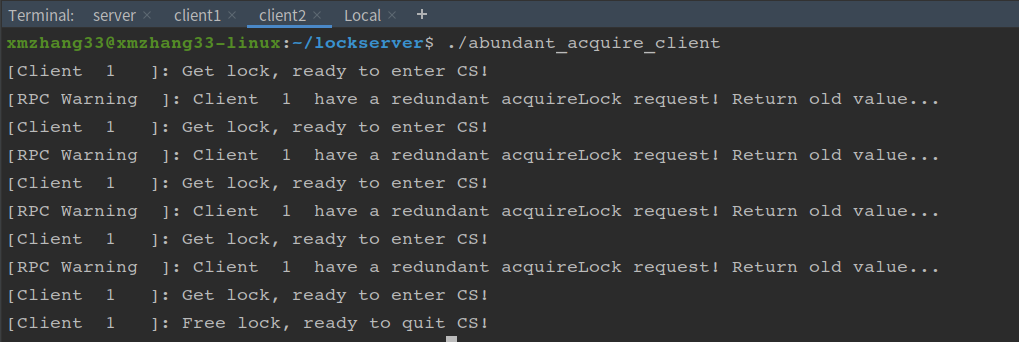 Terminal: server × client1 × client2 × Local × +
xmzhang33@xmzhang33-linux:~/lockserver$ ./abundant_acquire_client
[Client  1   ]: Get lock, ready to enter CS!
[RPC Warning  ]: Client  1  have a redundant acquireLock request! Return old value...
[Client  1   ]: Get lock, ready to enter CS!
[RPC Warning  ]: Client  1  have a redundant acquireLock request! Return old value...
[Client  1   ]: Get lock, ready to enter CS!
[RPC Warning  ]: Client  1  have a redundant acquireLock request! Return old value...
[Client  1   ]: Get lock, ready to enter CS!
[RPC Warning  ]: Client  1  have a redundant acquireLock request! Return old value...
[Client  1   ]: Get lock, ready to enter CS!
[Client  1   ]: Free lock, ready to quit CS!